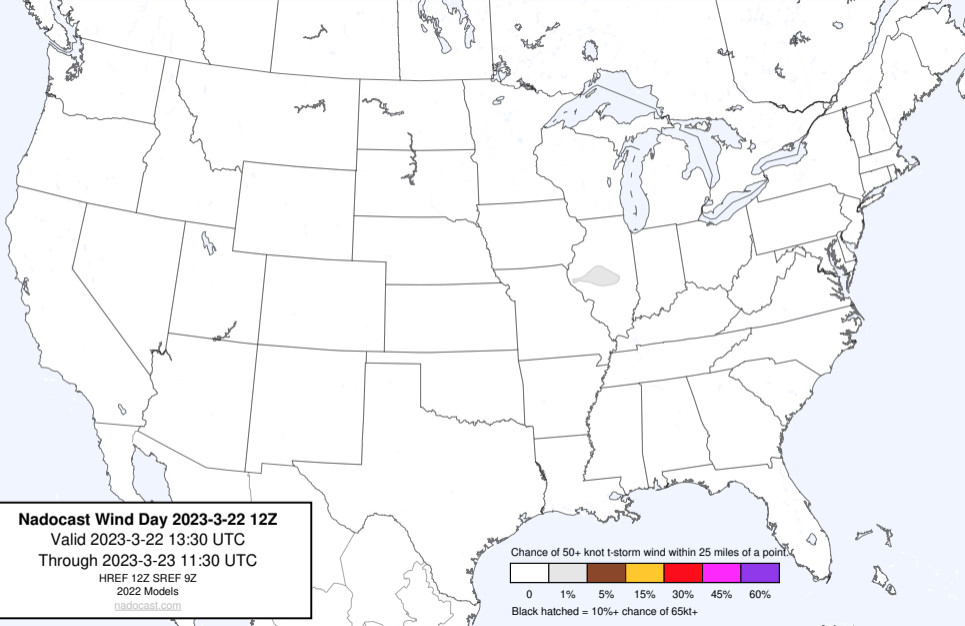 Nadocast Wind Day 2023-3-22 12Z
Valid 2023-3-22 13:30 UTC
Through 2023-3-23 11:30 UTC
HREF 12Z SREF 9Z
2022 Models
nadocast.com
Chance of 50+ knot t-storm wind within 25 miles of a point.
0 1% 5% 15% 30% 45% 60%
Black hatched = 10%+ chance of 65kt+